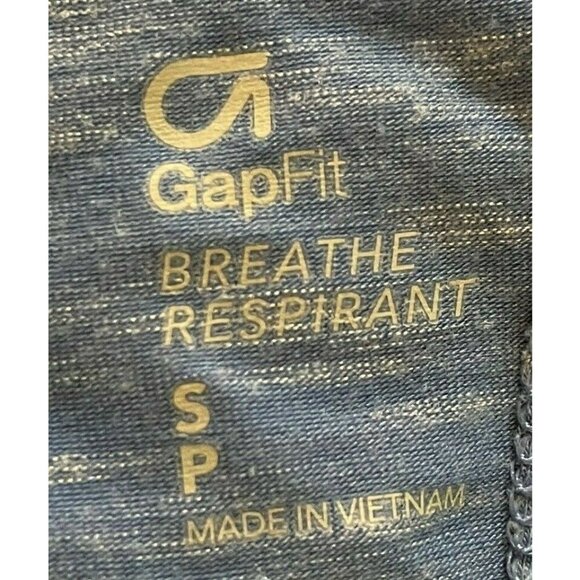 GapFit
BREATHE
RESPIRANT
S
P
MADE IN VIETNAM